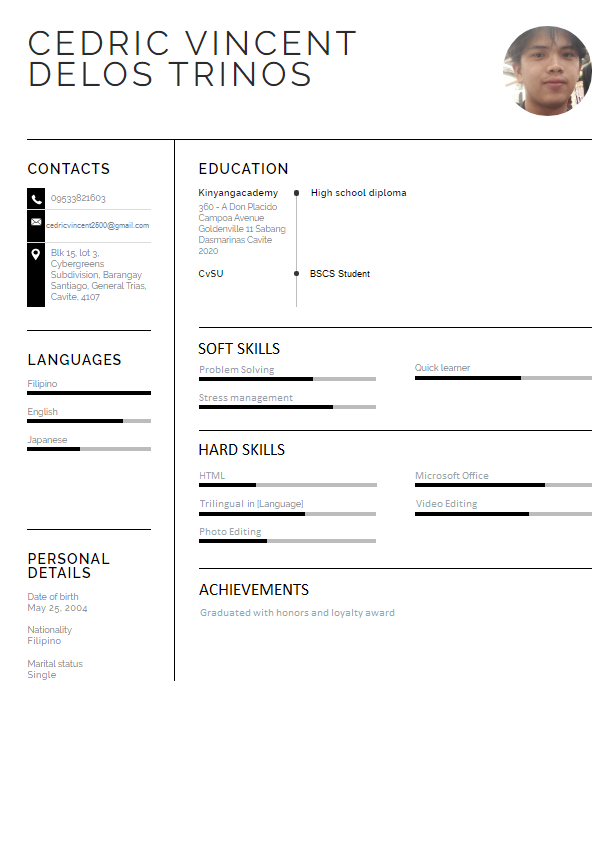 CEDRIC VINCENT
DELOS TRINOS
CONTACTS
09533821603
cedricvincent2600@gmail.com
Blk 15, lot 3,
Cybergreens
Subdivision, Barangay
Santiago, General Trias,
Cavite, 4107
LANGUAGES
Filipino
English
Japanese
PERSONAL
DETAILS
Date of birth
May 25, 2004
Nationality
Filipino
Marital status
Single
EDUCATION
Kinyangacademy
High school diploma
360 - A Don Placido
Campoa Avenue
Goldenville 11 Sabang
Dasmarinas Cavite
2020
CvSU
BSCS Student
SOFT SKILLS
Problem Solving
Quick learner
Stress management
HARD SKILLS
HTML
Microsoft Office
Trilingual in [Language]
Video Editing
Photo Editing
ACHIEVEMENTS
Graduated with honors and loyalty award